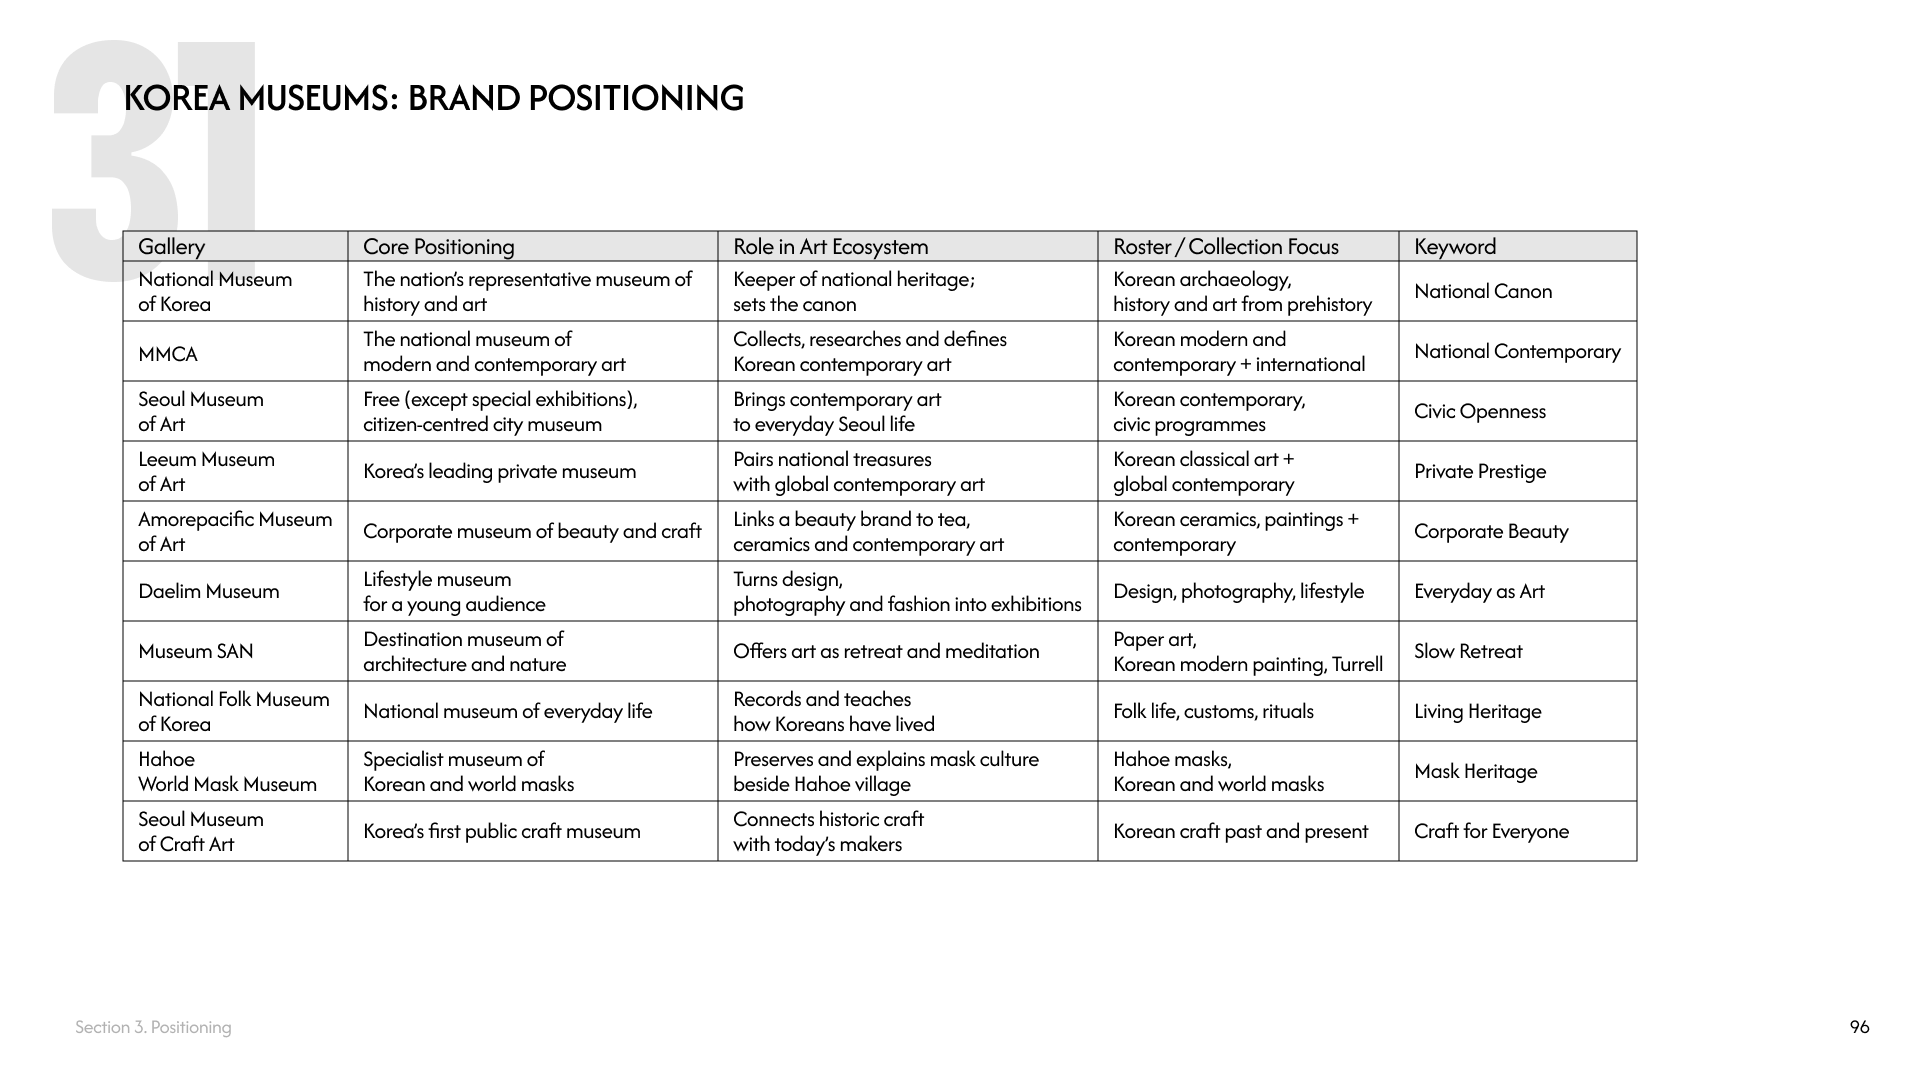 31
KOREA MUSEUMS: BRAND POSITIONING
Gallery
Core Positioning
Role in Art Ecosystem
Roster / Collection Focus
Keyword
National Museum
of Korea
The nation’s representative museum of
history and art
Keeper of national heritage;
sets the canon
Korean archaeology,
history and art from prehistory
National Canon
MMCA
The national museum of
modern and contemporary art
Collects, researches and defines
Korean contemporary art
Korean modern and
contemporary + international
National Contemporary
Seoul Museum
of Art
Free (except special exhibitions),
citizen-centred city museum
Brings contemporary art
to everyday Seoul life
Korean contemporary,
civic programmes
Civic Openness
Leeum Museum
of Art
Korea’s leading private museum
Pairs national treasures
with global contemporary art
Korean classical art +
global contemporary
Private Prestige
Amorepacific Museum
of Art
Corporate museum of beauty and craft
Links a beauty brand to tea,
ceramics and contemporary art
Korean ceramics, paintings +
contemporary
Corporate Beauty
Daelim Museum
Lifestyle museum
for a young audience
Turns design,
photography and fashion into exhibitions
Design, photography, lifestyle
Everyday as Art
Museum SAN
Destination museum of
architecture and nature
Offers art as retreat and meditation
Paper art,
Korean modern painting, Turrell
Slow Retreat
National Folk Museum
of Korea
National museum of everyday life
Records and teaches
how Koreans have lived
Folk life, customs, rituals
Living Heritage
Hahoe
World Mask Museum
Specialist museum of
Korean and world masks
Preserves and explains mask culture
beside Hahoe village
Hahoe masks,
Korean and world masks
Mask Heritage
Seoul Museum
of Craft Art
Korea’s first public craft museum
Connects historic craft
with today’s makers
Korean craft past and present
Craft for Everyone
Section 3. Positioning
96